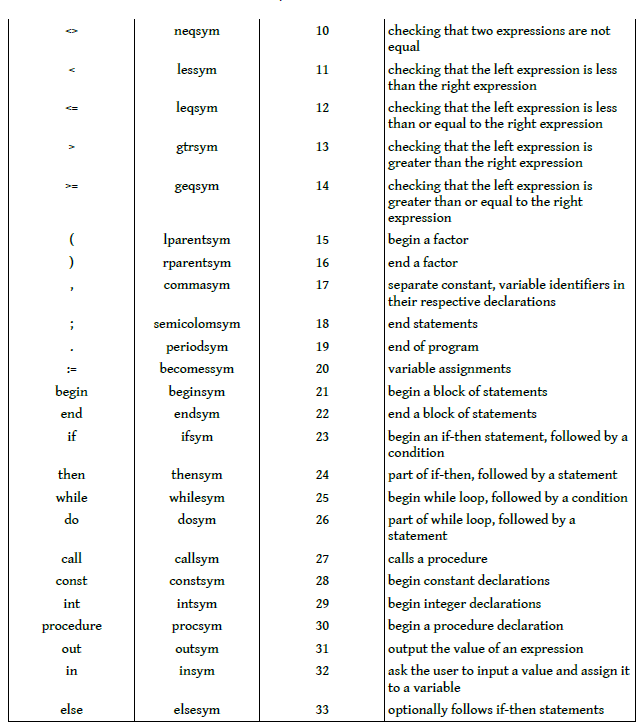 <> neqsym 10 checking that two expressions are not
equal
< lessym 11 checking that the left expression is less
than the right expression
<= leqsym 12 checking that the left expression is less
than or equal to the right expression
> gtrsym 13 checking that the left expression is
greater than the right expression
>= geqsym 14 checking that the left expression is
greater than or equal to the right
expression
( lparentsym 15 begin a factor
) rparentsym 16 end a factor
, commasym 17 separate constant, variable identifiers in
their respective declarations
; semicolomsym 18 end statements
. periodsym 19 end of program
:= becomessym 20 variable assignments
begin beginsym 21 begin a block of statements
end endsym 22 end a block of statements
if ifsym 23 begin an if-then statement, followed by a
condition
then thensym 24 part of if-then, followed by a statement
while whilesym 25 begin while loop, followed by a condition
do dosym 26 part of while loop, followed by a
statement
call callsym 27 calls a procedure
const constsym 28 begin constant declarations
int intsym 29 begin integer declarations
procedure procsym 30 begin a procedure declaration
out outsym 31 output the value of an expression
in insym 32 ask the user to input a value and assign it
to a variable
else elsesym 33 optionally follows if-then statements